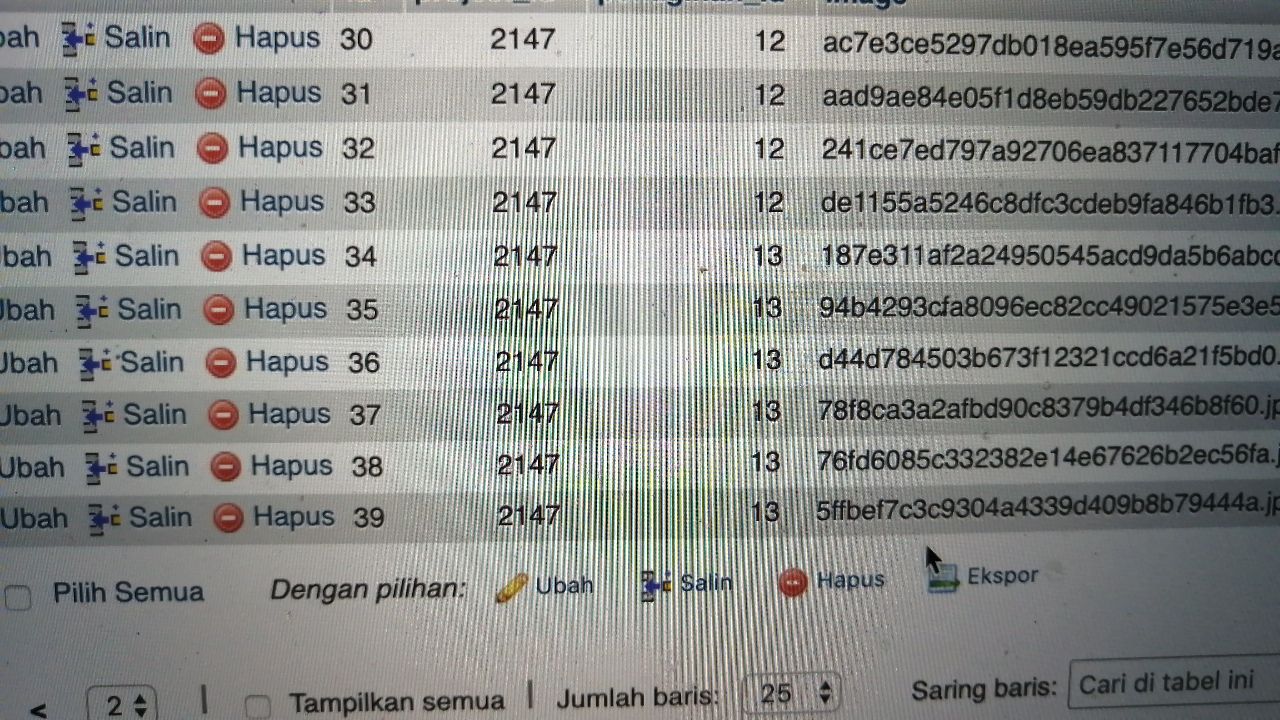 bah Salin Hapus 30 2147 12 ac7e3ce5297db018ea595f7e56d719a
bah Salin Hapus 31 2147 12 aad9ae84e05f1d8eb59db227652bde7
bah Salin Hapus 32 2147 12 241ce7ed797a92706ea837117704baf
bah Salin Hapus 33 2147 12 de1155a5246c8dfc3cdeb9fa846b1fb3.
bah Salin Hapus 34 2147 13 187e311af2a24950545acd9da5b6abcc
Ubah Salin Hapus 35 2147 13 94b4293cfa8096ec82cc49021575e3e5
Ubah Salin Hapus 36 2147 13 d44d784503b673f12321ccd6a21f5bd0.
Ubah Salin Hapus 37 2147 13 78f8ca3a2afbd90c8379b4df346b8f60.jp
Ubah Salin Hapus 38 2147 13 76fd6085c332382e14e67626b2ec56fa.j
Ubah Salin Hapus 39 2147 13 5ffbef7c3c9304a4339d409b8b79444a.jp
Pilih Semua Dengan pilihan: Ubah Salin Hapus Ekspor
< 2 | Tampilkan semua | Jumlah baris: 25 Saring baris: Cari di tabel ini